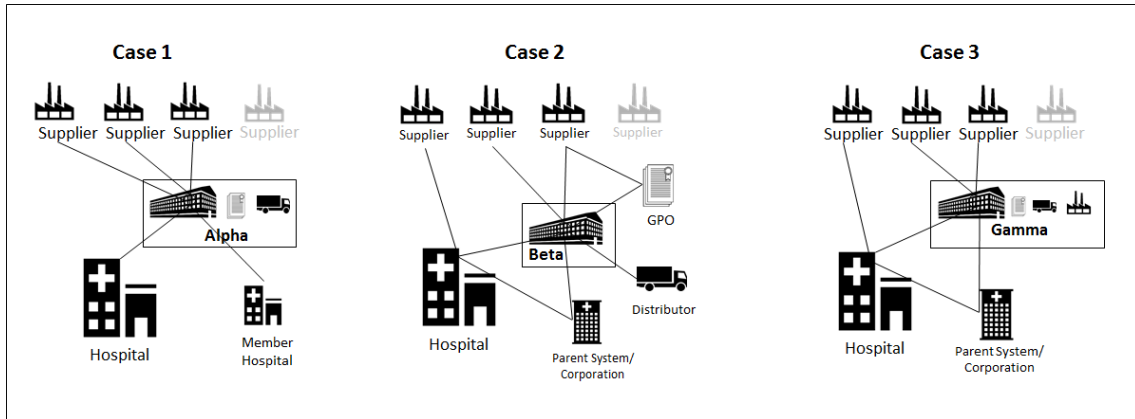 Case 1
Supplier
Supplier
Supplier
Supplier
Alpha
Hospital
Member
Hospital
Case 2
Supplier
Supplier
Supplier
Supplier
GPO
Beta
Distributor
Hospital
Parent System/
Corporation
Case 3
Supplier
Supplier
Supplier
Supplier
Gamma
Hospital
Parent System/
Corporation